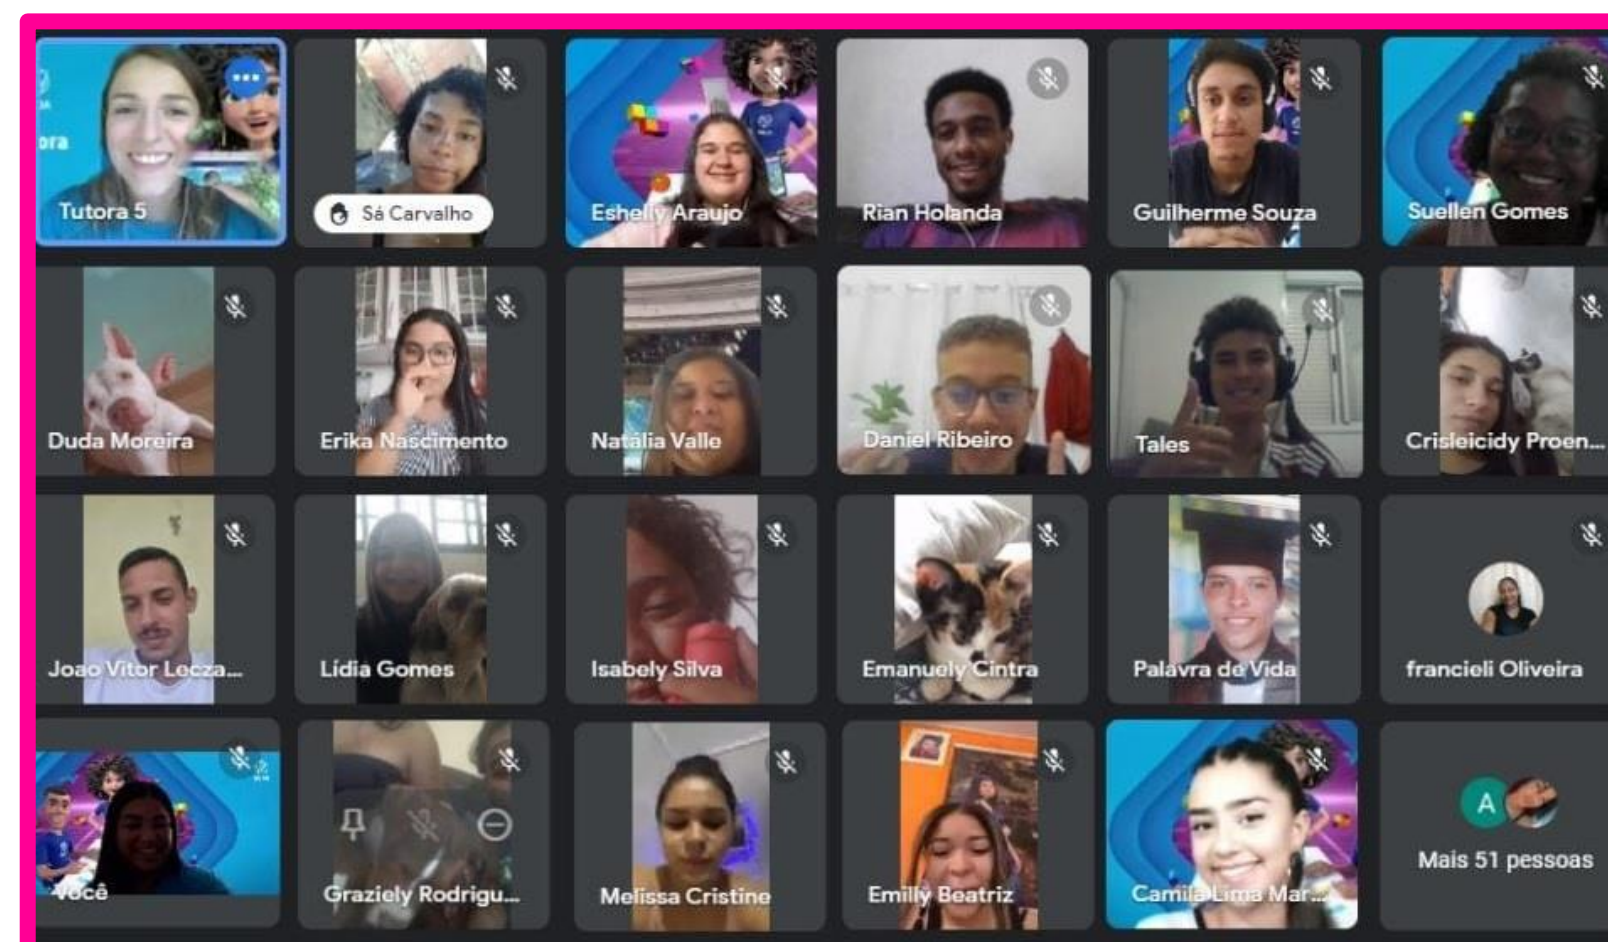 ora
Tutora 5
Sá Carvalho
Eshelly Araujo
Rian Holanda
Guilherme Souza
Suellen Gomes
Duda Moreira
Erika Nascimento
Natália Valle
Daniel Ribeiro
Tales
Crisleicidy Proen...
Joao Vitor Lecza...
Lídia Gomes
Isabely Silva
Emanuely Cintra
Palavra de Vida
francieli Oliveira
Você
Graziely Rodrigu...
Melissa Cristine
Emilly Beatriz
Camila Lima Mar...
A
Mais 51 pessoas